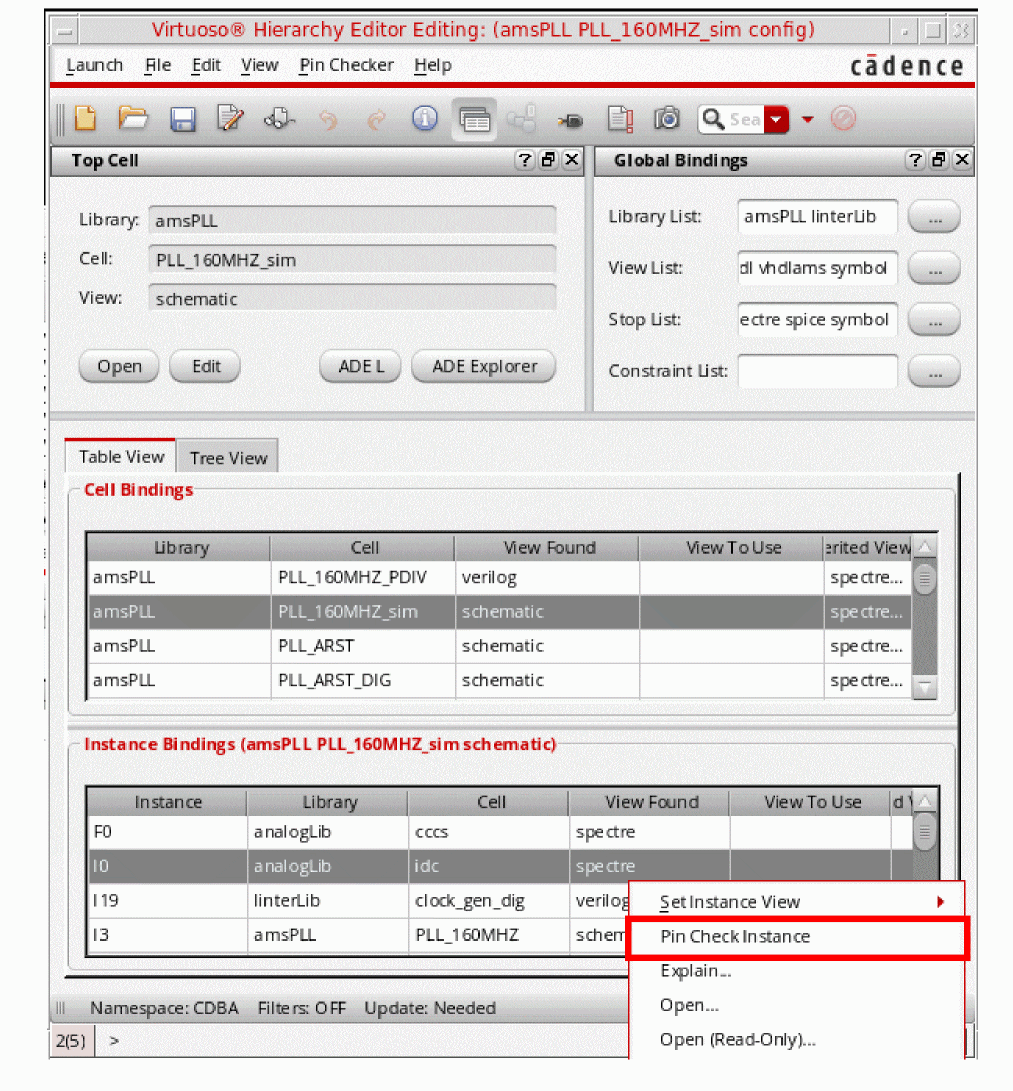 Virtuoso® Hierarchy Editor Editing: (amsPLL PLL_160MHZ_sim config)
Launch File Edit View Pin Checker Help cādence
Sea
Top Cell
Library: amsPLL
Cell: PLL_160MHZ_sim
View: schematic
Open Edit ADE L ADE Explorer
Global Bindings
Library List: amsPLL linterLib ...
View List: dl vhdlams symbol ...
Stop List: ectre spice symbol ...
Constraint List: ...
Table View Tree View
Cell Bindings
Library Cell View Found View To Use erited View
amsPLL PLL_160MHZ_PDIV verilog spectre...
amsPLL PLL_160MHZ_sim schematic spectre...
amsPLL PLL_ARST schematic spectre...
amsPLL PLL_ARST_DIG schematic spectre...
Instance Bindings (amsPLL PLL_160MHZ_sim schematic)
Instance Library Cell View Found View To Use d
F0 analogLib cccs spectre
I0 analogLib idc spectre
I19 linterLib clock_gen_dig verilog
I3 amsPLL PLL_160MHZ schem
Set Instance View
Pin Check Instance
Explain...
Open...
Open (Read-Only)...
Namespace: CDBA Filters: OFF Update: Needed
2(5) >